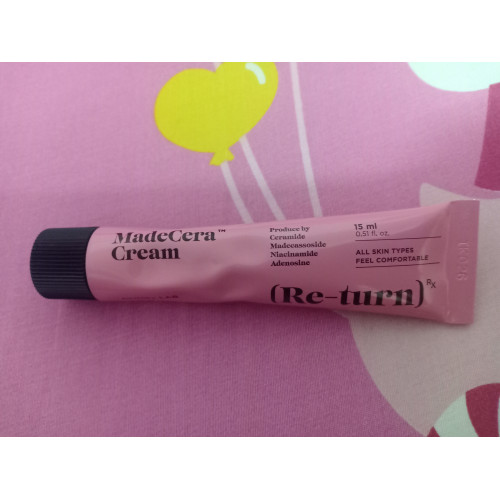 MadeCera™
Cream
Produce by
Ceramide
Madecassoside
Niacinamide
Adenosine
15 ml
0.51 fl. oz.
ALL SKIN TYPES
FEEL COMFORTABLE
(Re-turn)Rx